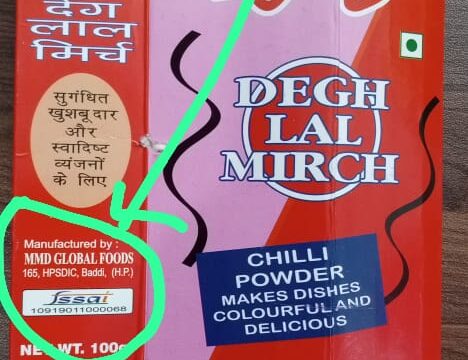 देग
लाल
मिर्च
सुगंधित
खुशबूदार
और
स्वादिष्ट
व्यंजनों
के लिए
Manufactured by :
MMD GLOBAL FOODS
165, HPSDIC, Baddi, (H.P.)
fssai
10919011000068
NET WT. 100g
DEGH
LAL
MIRCH
CHILLI
POWDER
MAKES DISHES
COLOURFUL AND
DELICIOUS